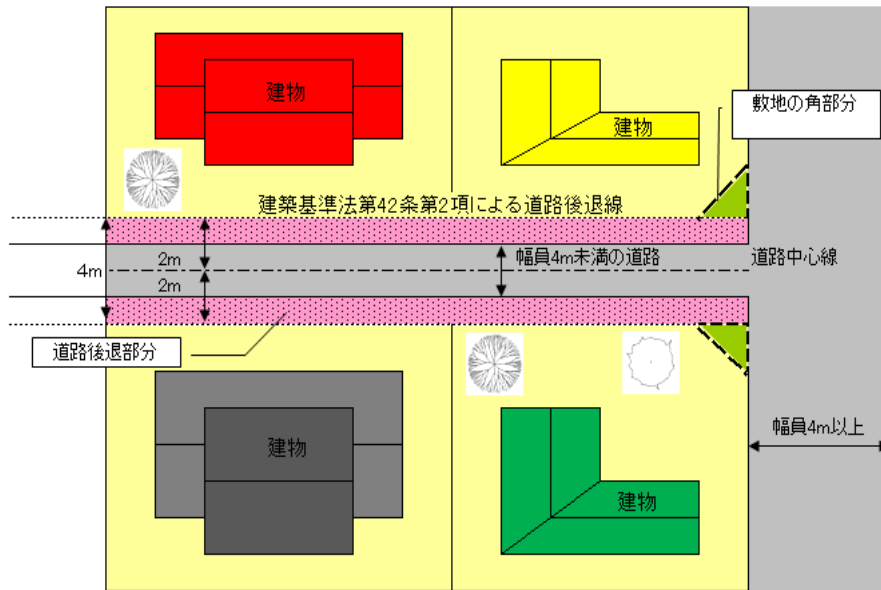 建物
建物
敷地の角部分
建築基準法第42条第2項による道路後退線
4m
2m
2m
幅員4m未満の道路
道路中心線
道路後退部分
建物
建物
幅員4m以上